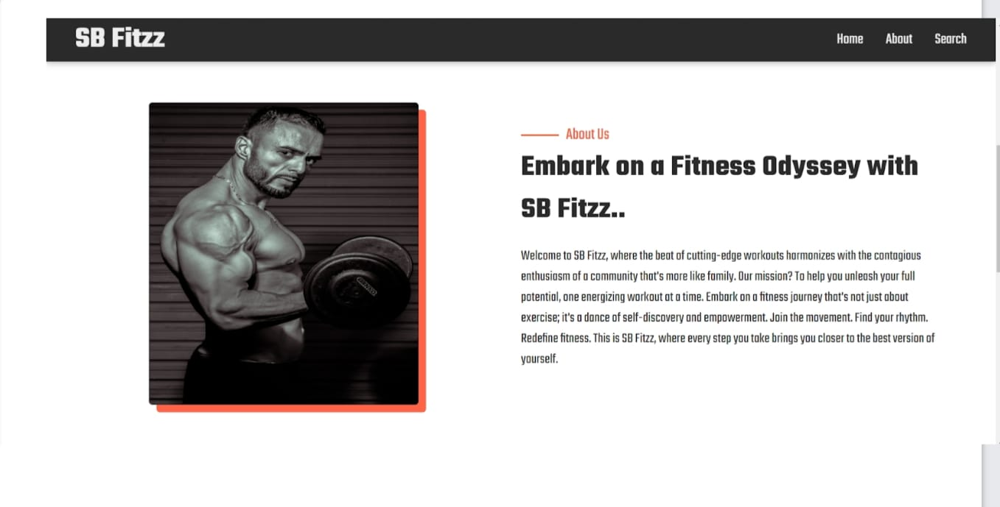 SB Fitzz
Home About Search
About Us
Embark on a Fitness Odyssey with
SB Fitzz..
Welcome to SB Fitzz, where the beat of cutting-edge workouts harmonizes with the contagious
enthusiasm of a community that's more like family. Our mission? To help you unleash your full
potential, one energizing workout at a time. Embark on a fitness journey that's not just about
exercise; it's a dance of self-discovery and empowerment. Join the movement. Find your rhythm.
Redefine fitness. This is SB Fitzz, where every step you take brings you closer to the best version of
yourself.